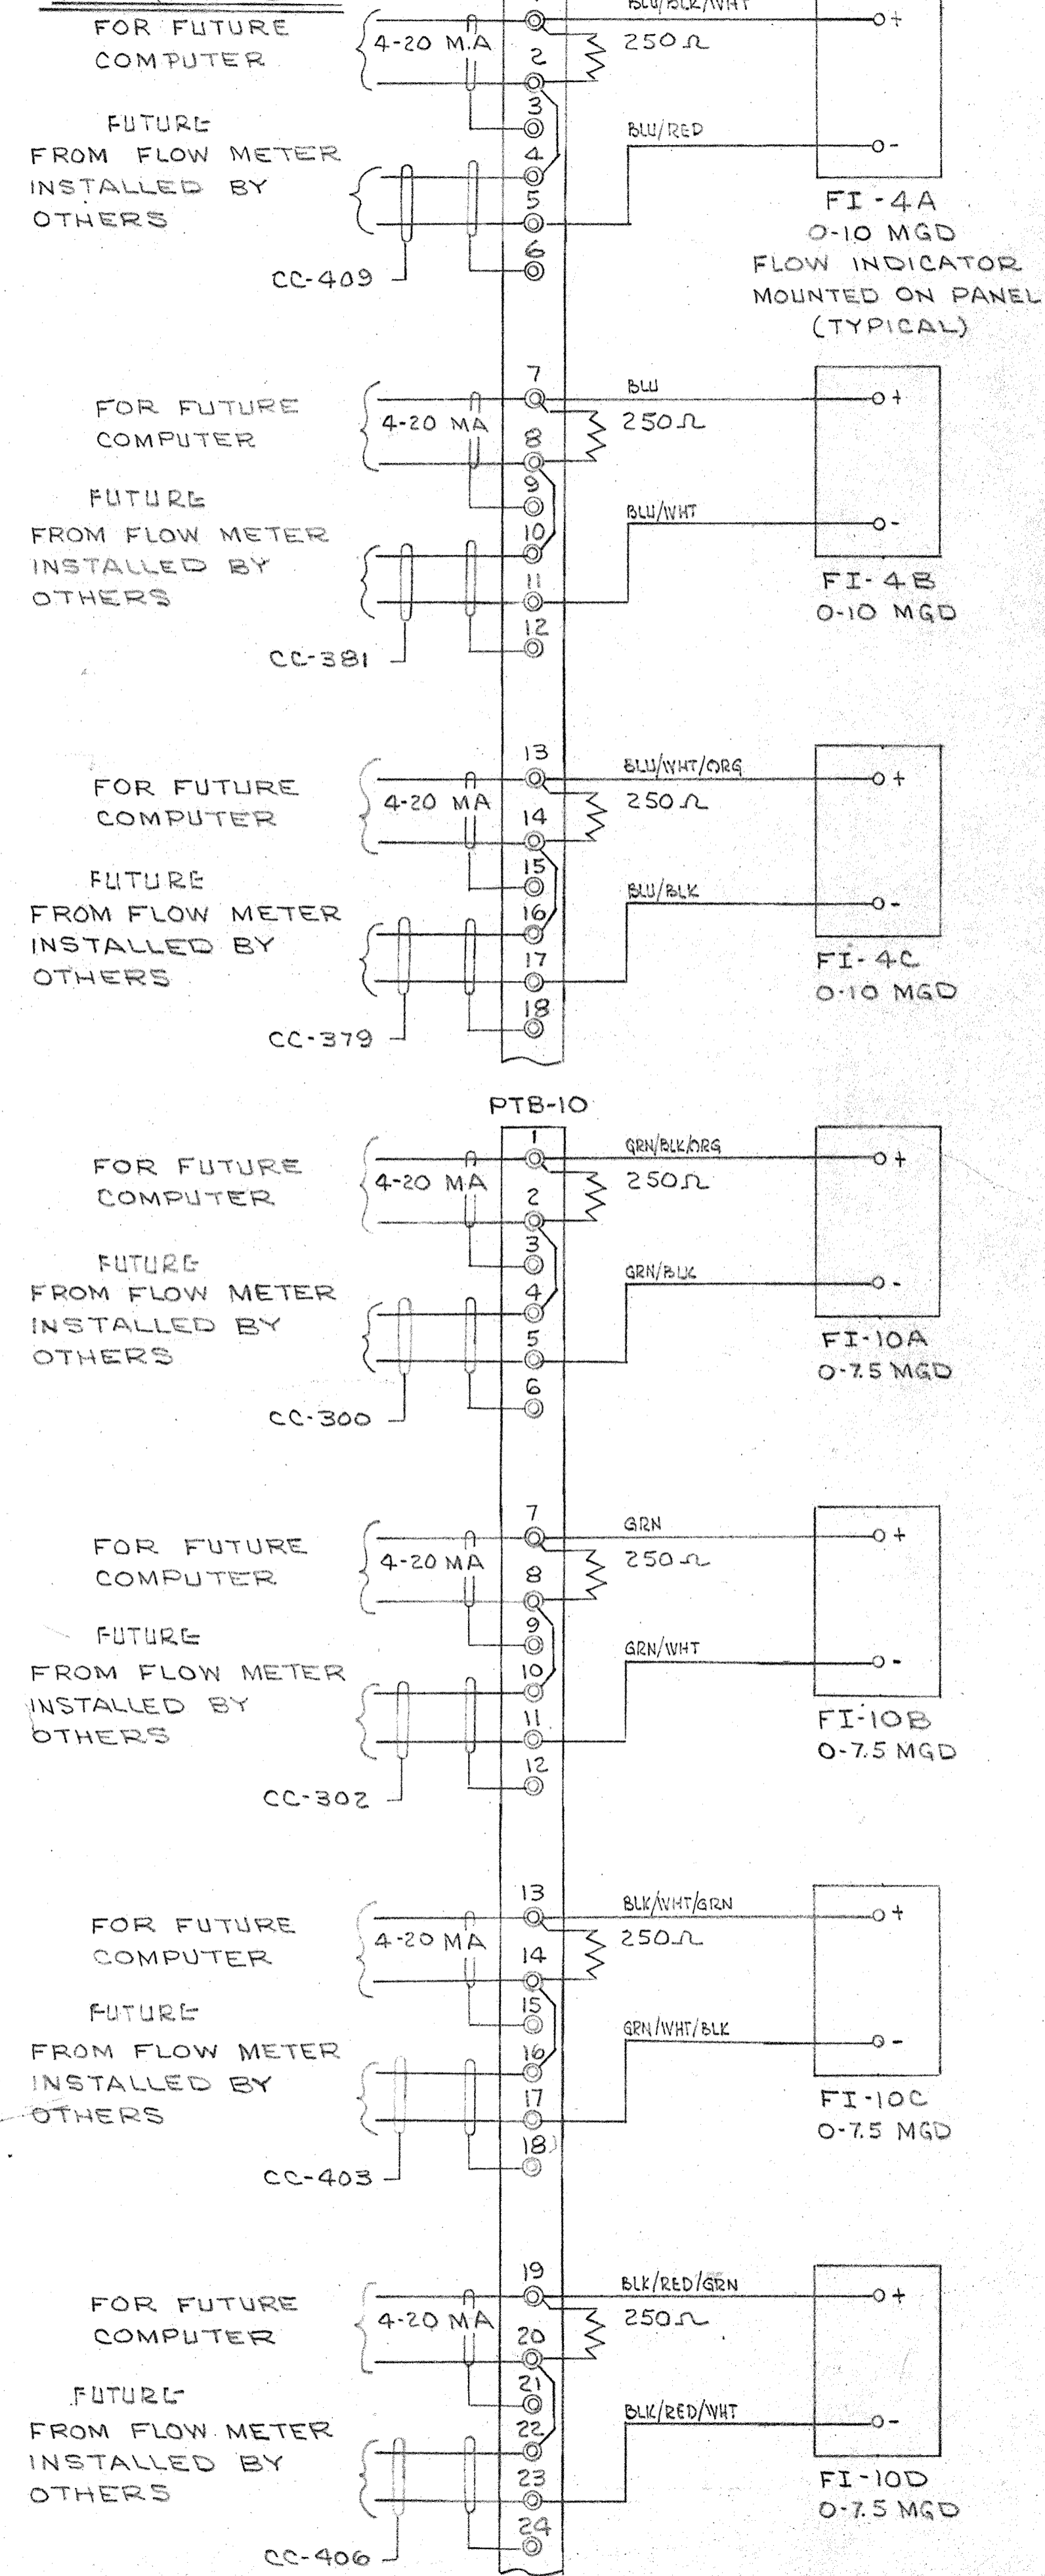 BLU/BLK/WHT
FOR FUTURE
COMPUTER
4-20 M.A
2
250Ω
+
3
FUTURE
FROM FLOW METER
INSTALLED BY
OTHERS
4
5
6
BLU/RED
-
CC-409
FI-4A
0-10 MGD
FLOW INDICATOR
MOUNTED ON PANEL
(TYPICAL)
7
BLU
FOR FUTURE
COMPUTER
4-20 MA
8
250Ω
+
9
FUTURE
FROM FLOW METER
INSTALLED BY
OTHERS
10
11
12
BLU/WHT
-
CC-381
FI-4B
0-10 MGD
13
BLU/WHT/ORG
FOR FUTURE
COMPUTER
4-20 MA
14
250Ω
+
15
FUTURE
FROM FLOW METER
INSTALLED BY
OTHERS
16
17
18
BLU/BLK
-
CC-379
FI-4C
0-10 MGD
PTB-10
1
GRN/BLK/ORG
FOR FUTURE
COMPUTER
4-20 MA
2
250Ω
+
3
FUTURE
FROM FLOW METER
INSTALLED BY
OTHERS
4
5
6
GRN/BLK
-
CC-300
FI-10A
0-7.5 MGD
7
GRN
FOR FUTURE
COMPUTER
4-20 MA
8
250Ω
+
9
FUTURE
FROM FLOW METER
INSTALLED BY
OTHERS
10
11
12
GRN/WHT
-
CC-302
FI-10B
0-7.5 MGD
13
BLK/WHT/GRN
FOR FUTURE
COMPUTER
4-20 MA
14
250Ω
+
15
FUTURE
FROM FLOW METER
INSTALLED BY
OTHERS
16
17
18
GRN/WHT/BLK
-
CC-403
FI-10C
0-7.5 MGD
19
BLK/RED/GRN
FOR FUTURE
COMPUTER
4-20 MA
20
250Ω
+
21
FUTURE
FROM FLOW METER
INSTALLED BY
OTHERS
22
23
24
BLK/RED/WHT
-
CC-406
FI-10D
0-7.5 MGD